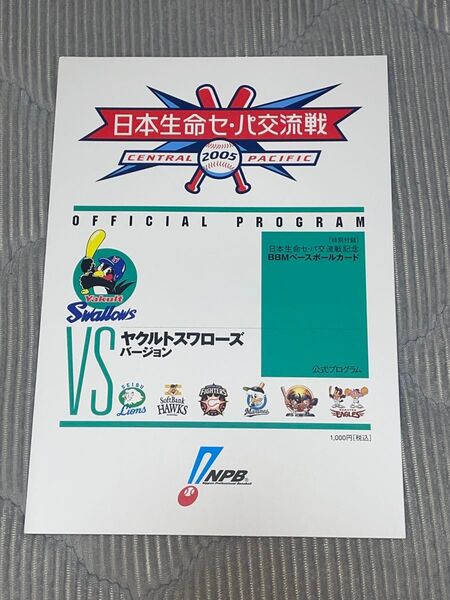 日本生命セ・パ交流戦
CENTRAL 2005 PACIFIC
OFFICIAL PROGRAM
[特別付録]
日本生命セ・パ交流戦記念
BBMベースボールカード
Yakult
Swallows
VS ヤクルトスワローズ
バージョン
公式プログラム
SEIBU
Lions
SoftBank
HAWKS
FIGHTERS
Marines
EAGLES
1,000円[税込]
NPB®
Nippon Professional Baseball